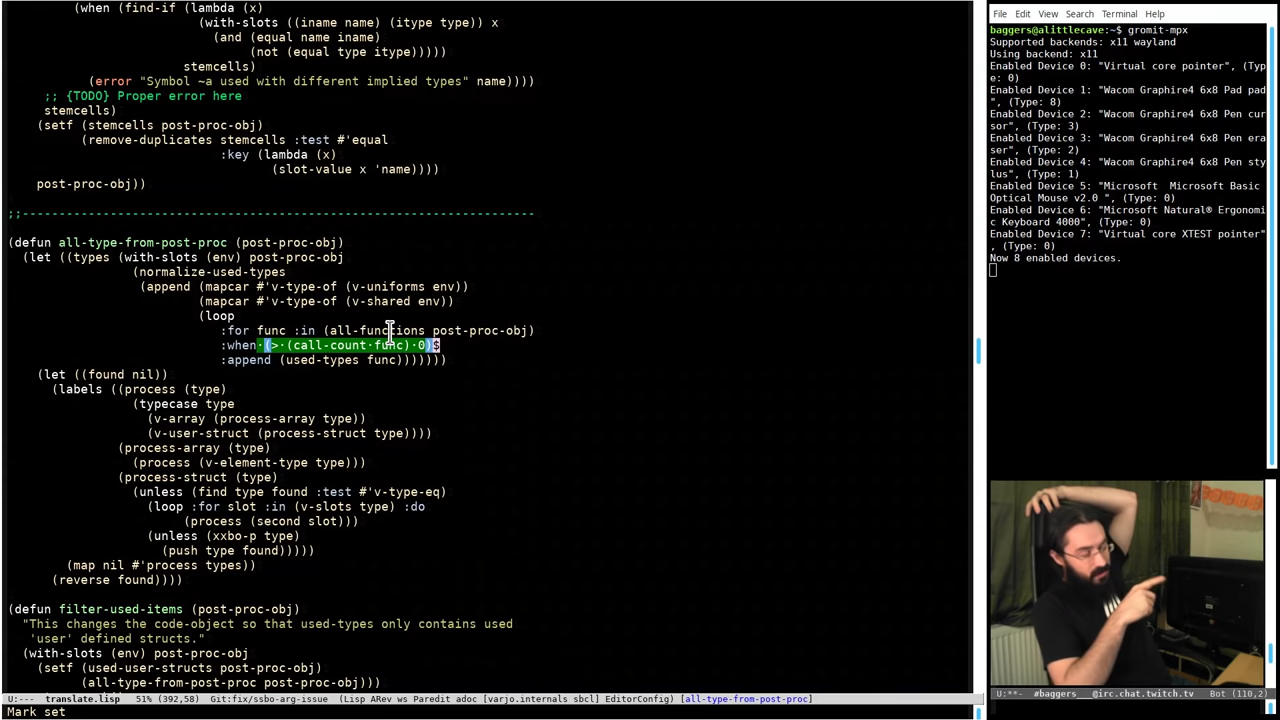 (when (find-if (lambda (x)
(with-slots ((iname name) (itype type)) x
(and (equal name iname)
(not (equal type itype)))))
stemcells)
(error "Symbol ~a used with different implied types" name))))
;; {TODO} Proper error here
stemcells)
(setf (stemcells post-proc-obj)
(remove-duplicates stemcells :test #'equal
:key (lambda (x)
(slot-value x 'name))))
post-proc-obj))
;;----------------------------------------------------------------------
(defun all-type-from-post-proc (post-proc-obj)
(let ((types (with-slots (env) post-proc-obj
(normalize-used-types
(append (mapcar #'v-type-of (v-uniforms env))
(mapcar #'v-type-of (v-shared env))
(loop
:for func :in (all-functions post-proc-obj)
:when·(>·(call-count·func)·0)$
:append (used-types func)))))))
(let ((found nil))
(labels ((process (type)
(typecase type
(v-array (process-array type))
(v-user-struct (process-struct type))))
(process-array (type)
(process (v-element-type type)))
(process-struct (type)
(unless (find type found :test #'v-type-eq)
(loop :for slot :in (v-slots type) :do
(process (second slot)))
(unless (xxbo-p type)
(push type found)))))
(map nil #'process types))
(reverse found))))
(defun filter-used-items (post-proc-obj)
"This changes the code-object so that used-types only contains used
'user' defined structs."
(with-slots (env) post-proc-obj
(setf (used-user-structs post-proc-obj)
(all-type-from-post-proc post-proc-obj)))
U:--- translate.lisp 51% (392,58) Git:fix/ssbo-arg-issue (Lisp ARev ws Paredit adoc [varjo.internals sbcl] EditorConfig) [all-type-from-post-proc]
Mark set
File Edit View Search Terminal Help
baggers@alittlecave:~$ gromit-mpx
Supported backends: x11 wayland
Using backend: x11
Enabled Device 0: "Virtual core pointer", (Typ
e: 0)
Enabled Device 1: "Wacom Graphire4 6x8 Pad pad
", (Type: 8)
Enabled Device 2: "Wacom Graphire4 6x8 Pen cur
sor", (Type: 3)
Enabled Device 3: "Wacom Graphire4 6x8 Pen era
ser", (Type: 2)
Enabled Device 4: "Wacom Graphire4 6x8 Pen sty
lus", (Type: 1)
Enabled Device 5: "Microsoft  Microsoft Basic
Optical Mouse v2.0 ", (Type: 0)
Enabled Device 6: "Microsoft Natural® Ergonomi
c Keyboard 4000", (Type: 0)
Enabled Device 7: "Virtual core XTEST pointer"
, (Type: 0)
Now 8 enabled devices.
U:**- #baggers___@irc.chat.twitch.tv Bot (110,2)